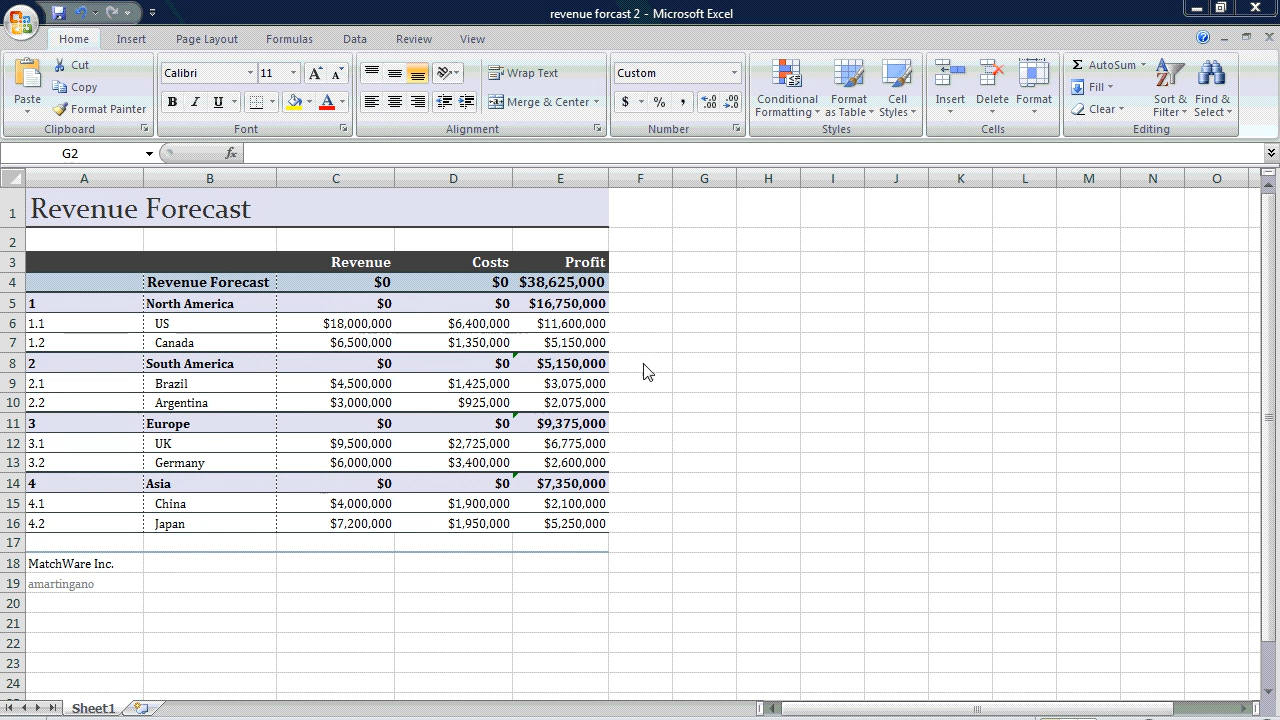 revenue forcast 2 - Microsoft Excel
Home Insert Page Layout Formulas Data Review View
Paste Cut Copy Format Painter Clipboard
Calibri 11 B I U A Font
Wrap Text Merge & Center Alignment
Custom $ % , Number
Conditional Formatting Format as Table Cell Styles Styles
Insert Delete Format Cells
AutoSum Fill Clear Sort & Filter Find & Select Editing
G2 fx
A B C D E F G H I J K L M N O
1 Revenue Forecast
2
3 Revenue Costs Profit
4 Revenue Forecast $0 $0 $38,625,000
5 1 North America $0 $0 $16,750,000
6 1.1 US $18,000,000 $6,400,000 $11,600,000
7 1.2 Canada $6,500,000 $1,350,000 $5,150,000
8 2 South America $0 $0 $5,150,000
9 2.1 Brazil $4,500,000 $1,425,000 $3,075,000
10 2.2 Argentina $3,000,000 $925,000 $2,075,000
11 3 Europe $0 $0 $9,375,000
12 3.1 UK $9,500,000 $2,725,000 $6,775,000
13 3.2 Germany $6,000,000 $3,400,000 $2,600,000
14 4 Asia $0 $0 $7,350,000
15 4.1 China $4,000,000 $1,900,000 $2,100,000
16 4.2 Japan $7,200,000 $1,950,000 $5,250,000
17
18 MatchWare Inc.
19 amartingano
20
21
22
23
24
Sheet1